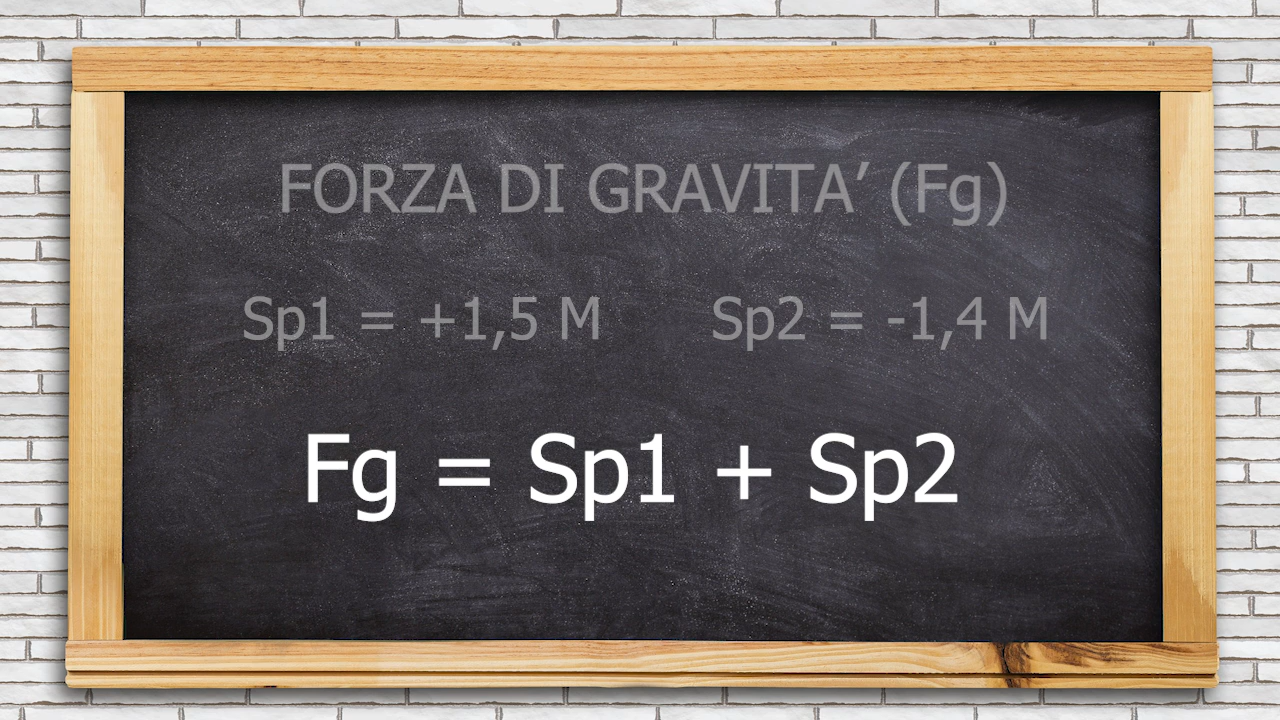 FORZA DI GRAVITA’ (Fg)
Sp1 = +1,5 M Sp2 = -1,4 M
Fg = Sp1 + Sp2